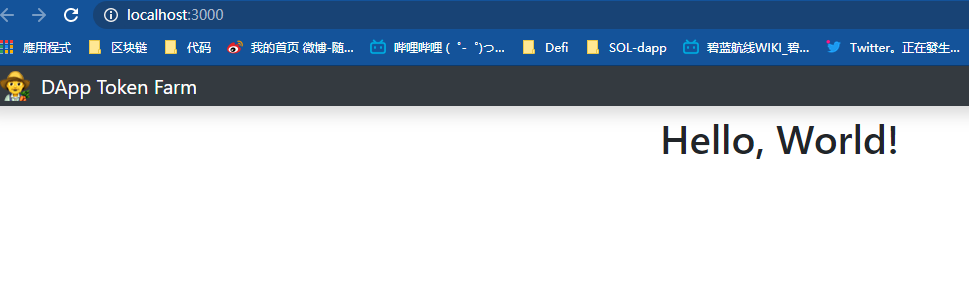 localhost:3000
應用程式 区块链 代码 我的首页 微博-随... 哔哩哔哩 (゜-゜)つ... Defi SOL-dapp 碧蓝航线WIKI_碧... Twitter。正在發生...
DApp Token Farm
Hello, World!